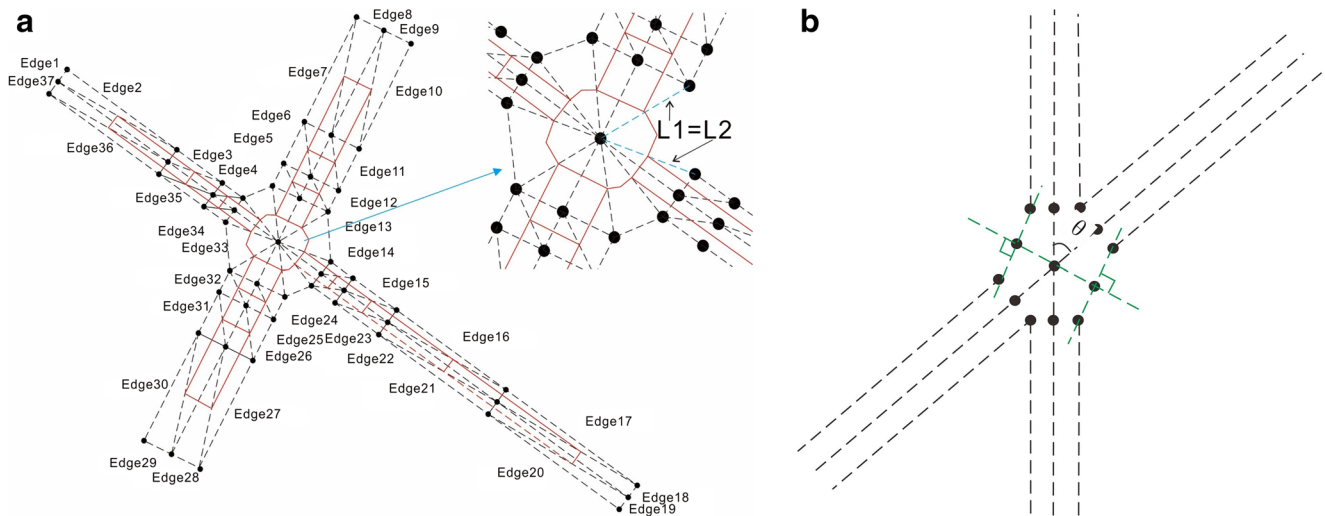 a
Edge8
Edge9
Edge1
Edge37
Edge2
Edge7
Edge10
Edge6
Edge5
Edge36
Edge3
Edge4
Edge11
Edge35
Edge12
Edge34
Edge13
Edge33
Edge14
Edge32
Edge15
Edge31
Edge24
Edge25
Edge23
Edge16
Edge26
Edge22
Edge30
Edge21
Edge27
Edge17
Edge29
Edge28
Edge20
Edge18
Edge19
L1=L2
b
θ